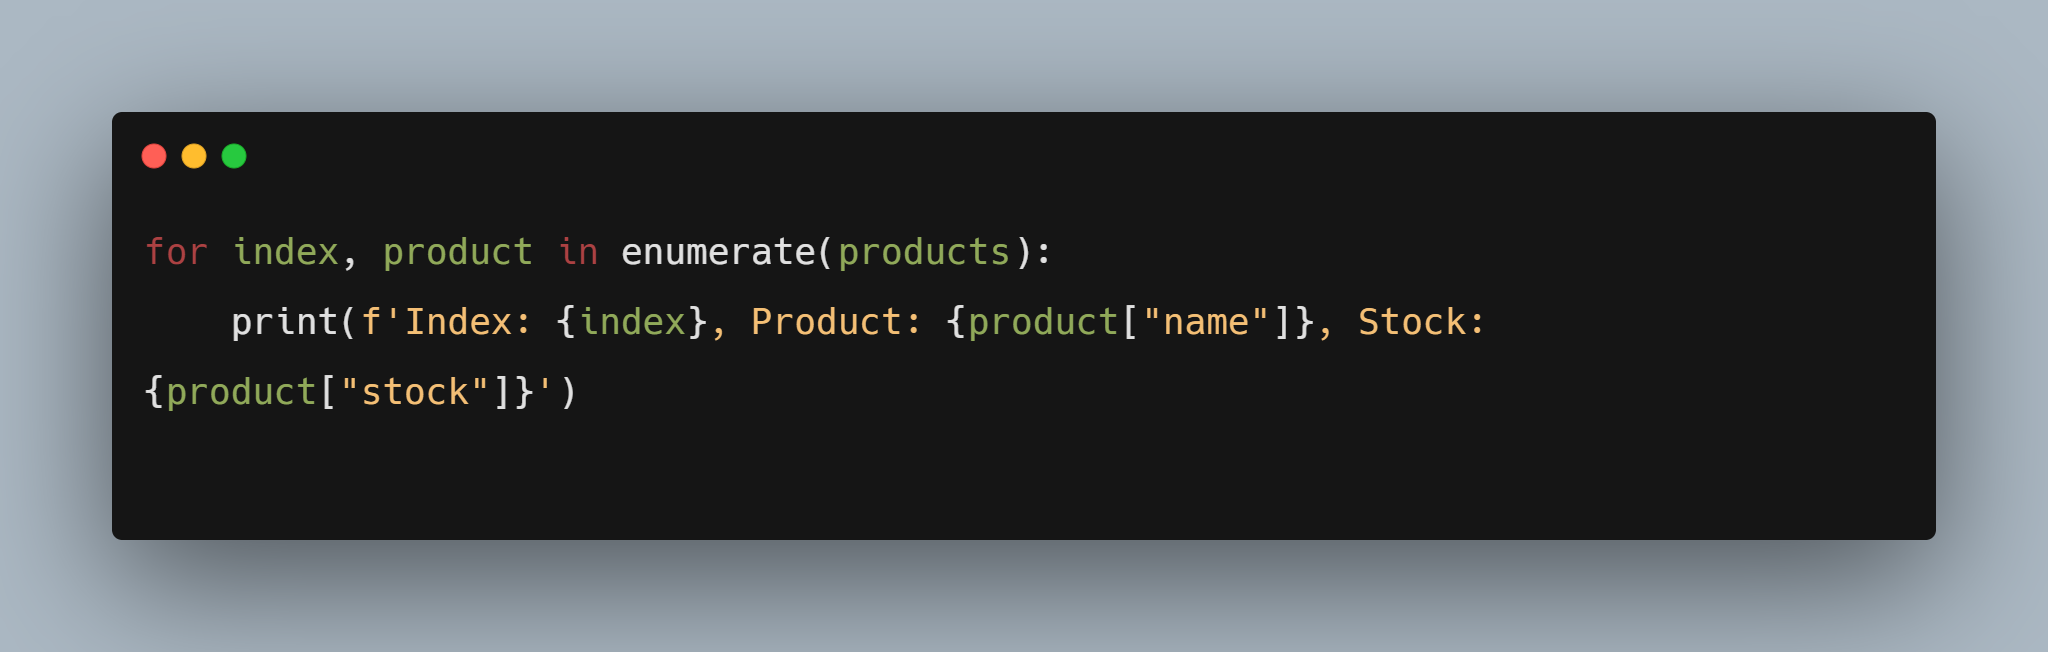 for index, product in enumerate(products):
    print(f'Index: {index}, Product: {product["name"]}, Stock:
{product["stock"]}')